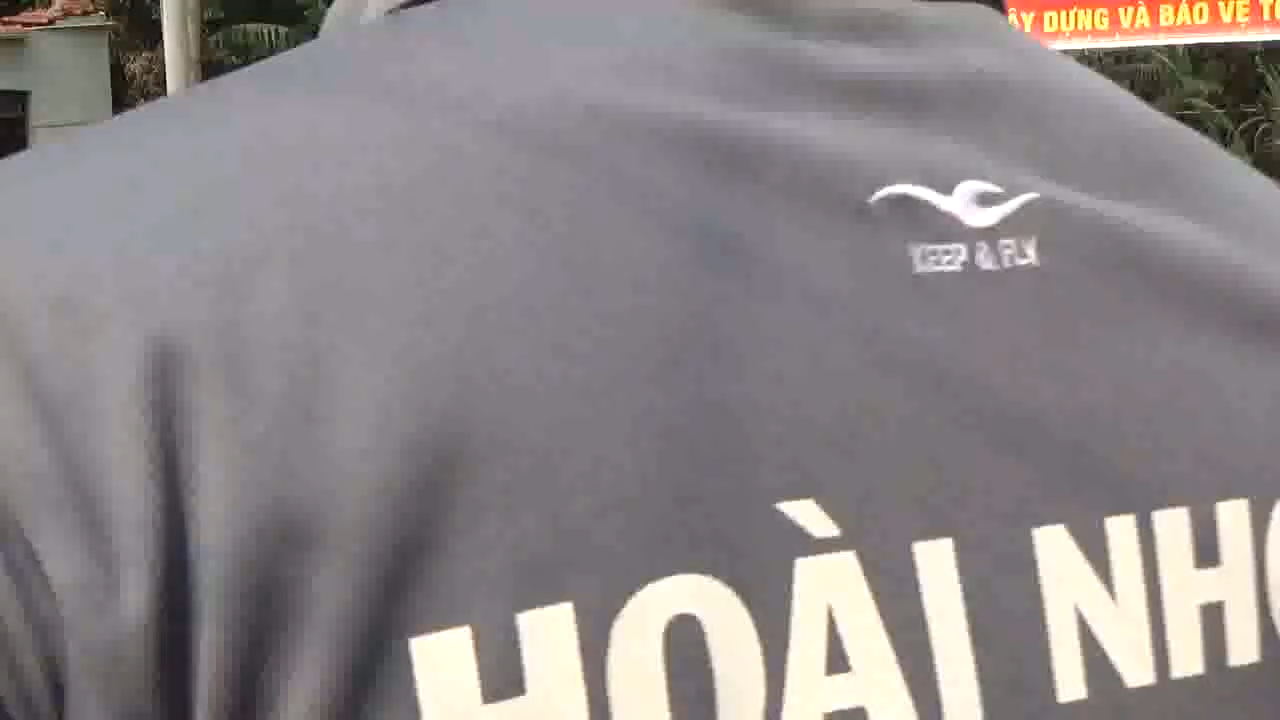 ÂY DỰNG VÀ BẢO VỆ T
KEEP & FLY
HOÀI NH